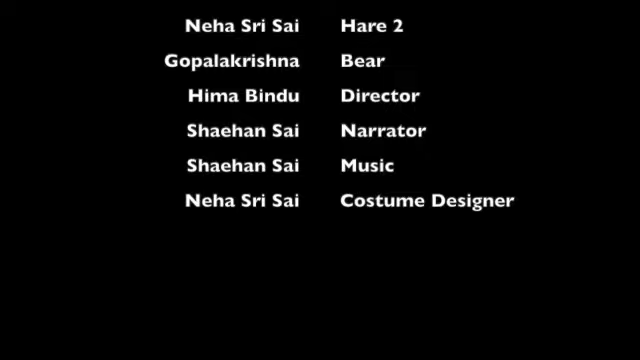 Neha Sri Sai Hare 2
Gopalakrishna Bear
Hima Bindu Director
Shaehan Sai Narrator
Shaehan Sai Music
Neha Sri Sai Costume Designer